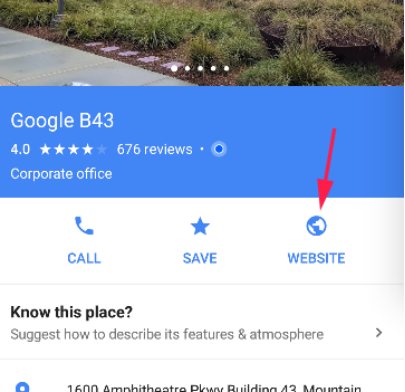 Google B43
4.0 676 reviews ·
Corporate office
CALL SAVE WEBSITE
Know this place?
Suggest how to describe its features & atmosphere
1600 Amphitheatre Pkwy Building 43, Mountain